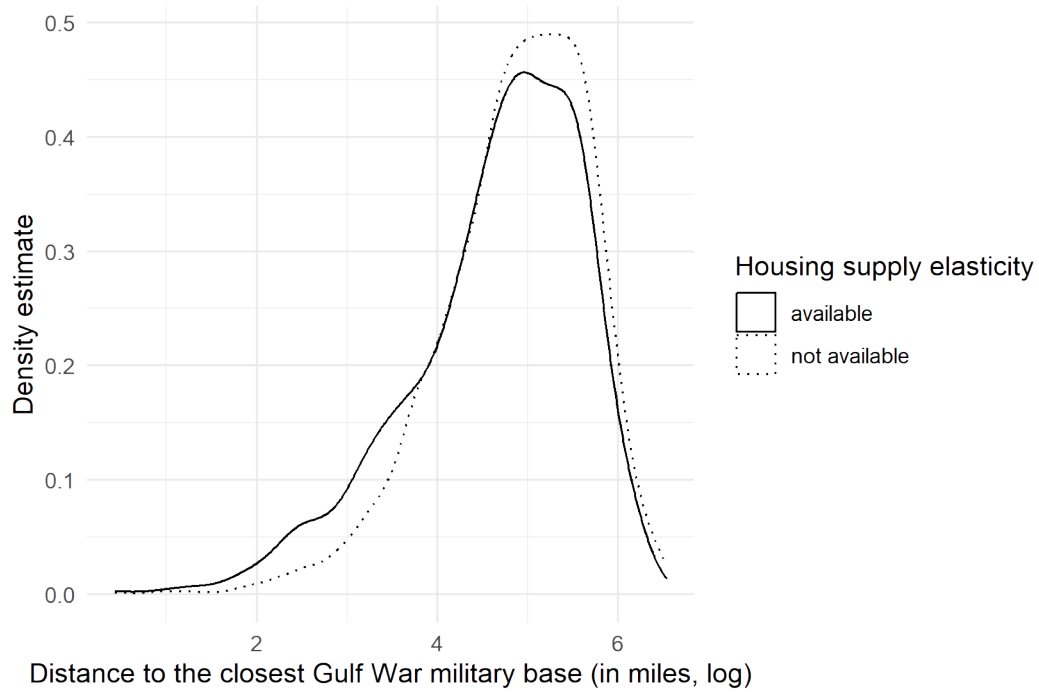 0.5
0.4
0.3
0.2
0.1
0.0
Density estimate
2 4 6
Distance to the closest Gulf War military base (in miles, log)
Housing supply elasticity
available
not available